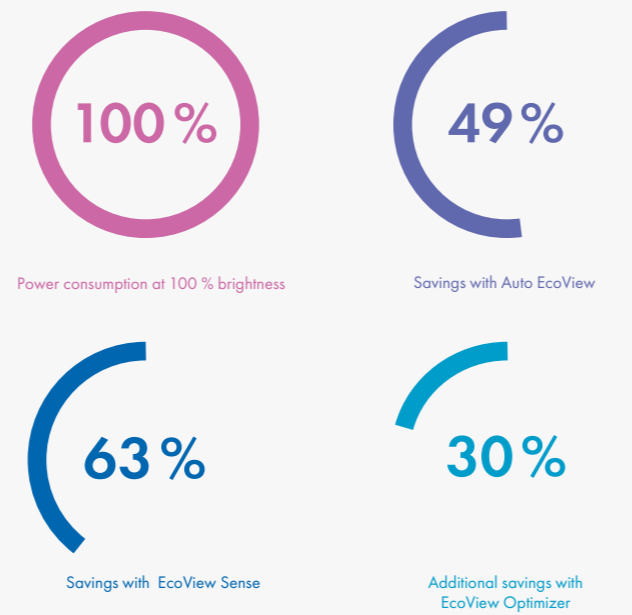 100 %
Power consumption at 100 % brightness
49 %
Savings with Auto EcoView
63 %
Savings with EcoView Sense
30 %
Additional savings with
EcoView Optimizer